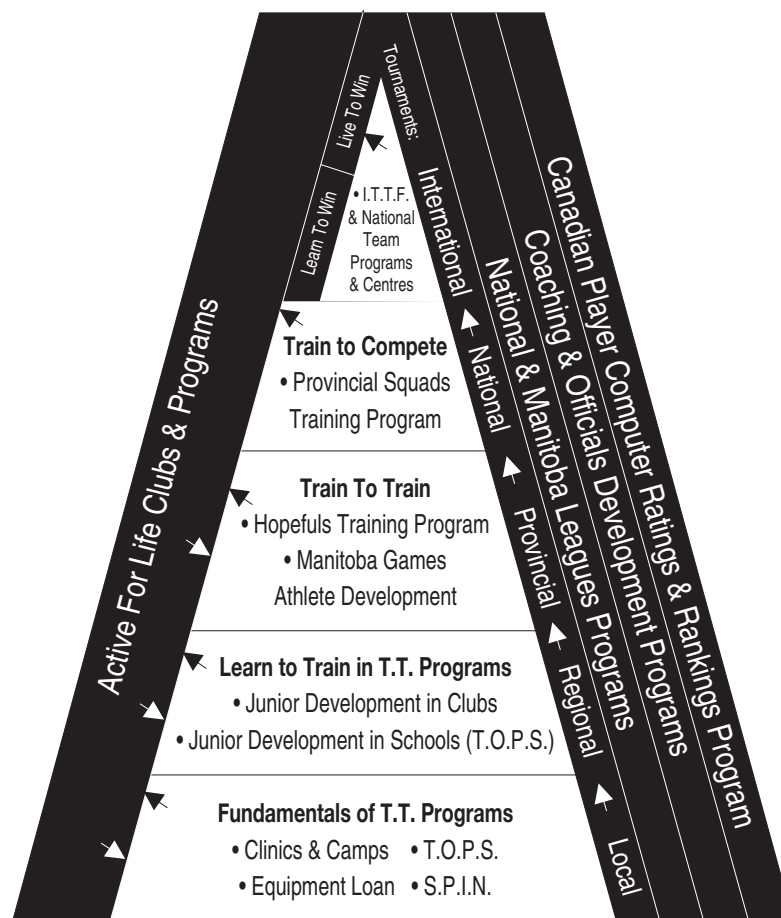 Active For Life Clubs & Programs
Live To Win
Learn To Win
• I.T.T.F.
& National
Team
Programs
& Centres
Train to Compete
• Provincial Squads
Training Program
Train To Train
• Hopefuls Training Program
• Manitoba Games
Athlete Development
Learn to Train in T.T. Programs
• Junior Development in Clubs
• Junior Development in Schools (T.O.P.S.)
Fundamentals of T.T. Programs
• Clinics & Camps • T.O.P.S.
• Equipment Loan • S.P.I.N.
Tournaments: International National Provincial Regional Local
National & Manitoba Leagues Programs
Coaching & Officials Development Programs
Canadian Player Computer Ratings & Rankings Program